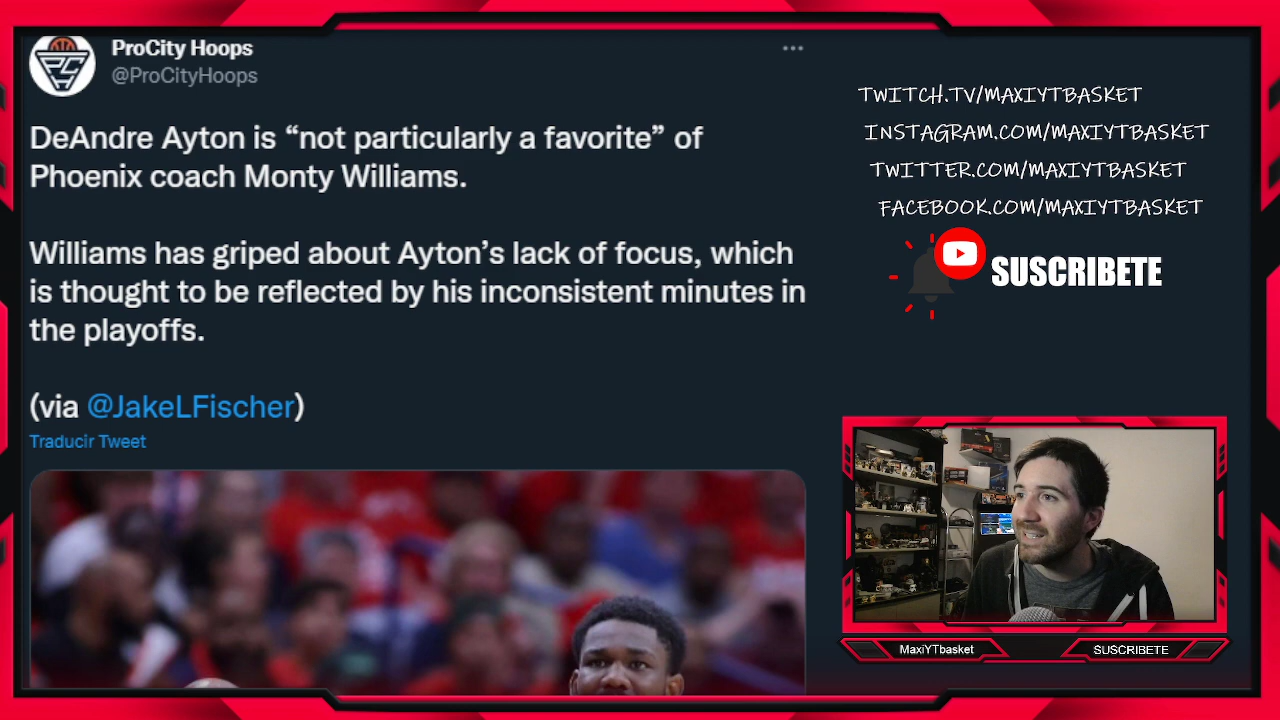 ProCity Hoops
@ProCityHoops
DeAndre Ayton is “not particularly a favorite” of
Phoenix coach Monty Williams.
Williams has griped about Ayton’s lack of focus, which
is thought to be reflected by his inconsistent minutes in
the playoffs.
(via @JakeLFischer)
Traducir Tweet
TWITCH.TV/MAXIYTBASKET
INSTAGRAM.COM/MAXIYTBASKET
TWITTER.COM/MAXIYTBASKET
FACEBOOK.COM/MAXIYTBASKET
SUSCRIBETE
MaxiYTbasket
SUSCRIBETE